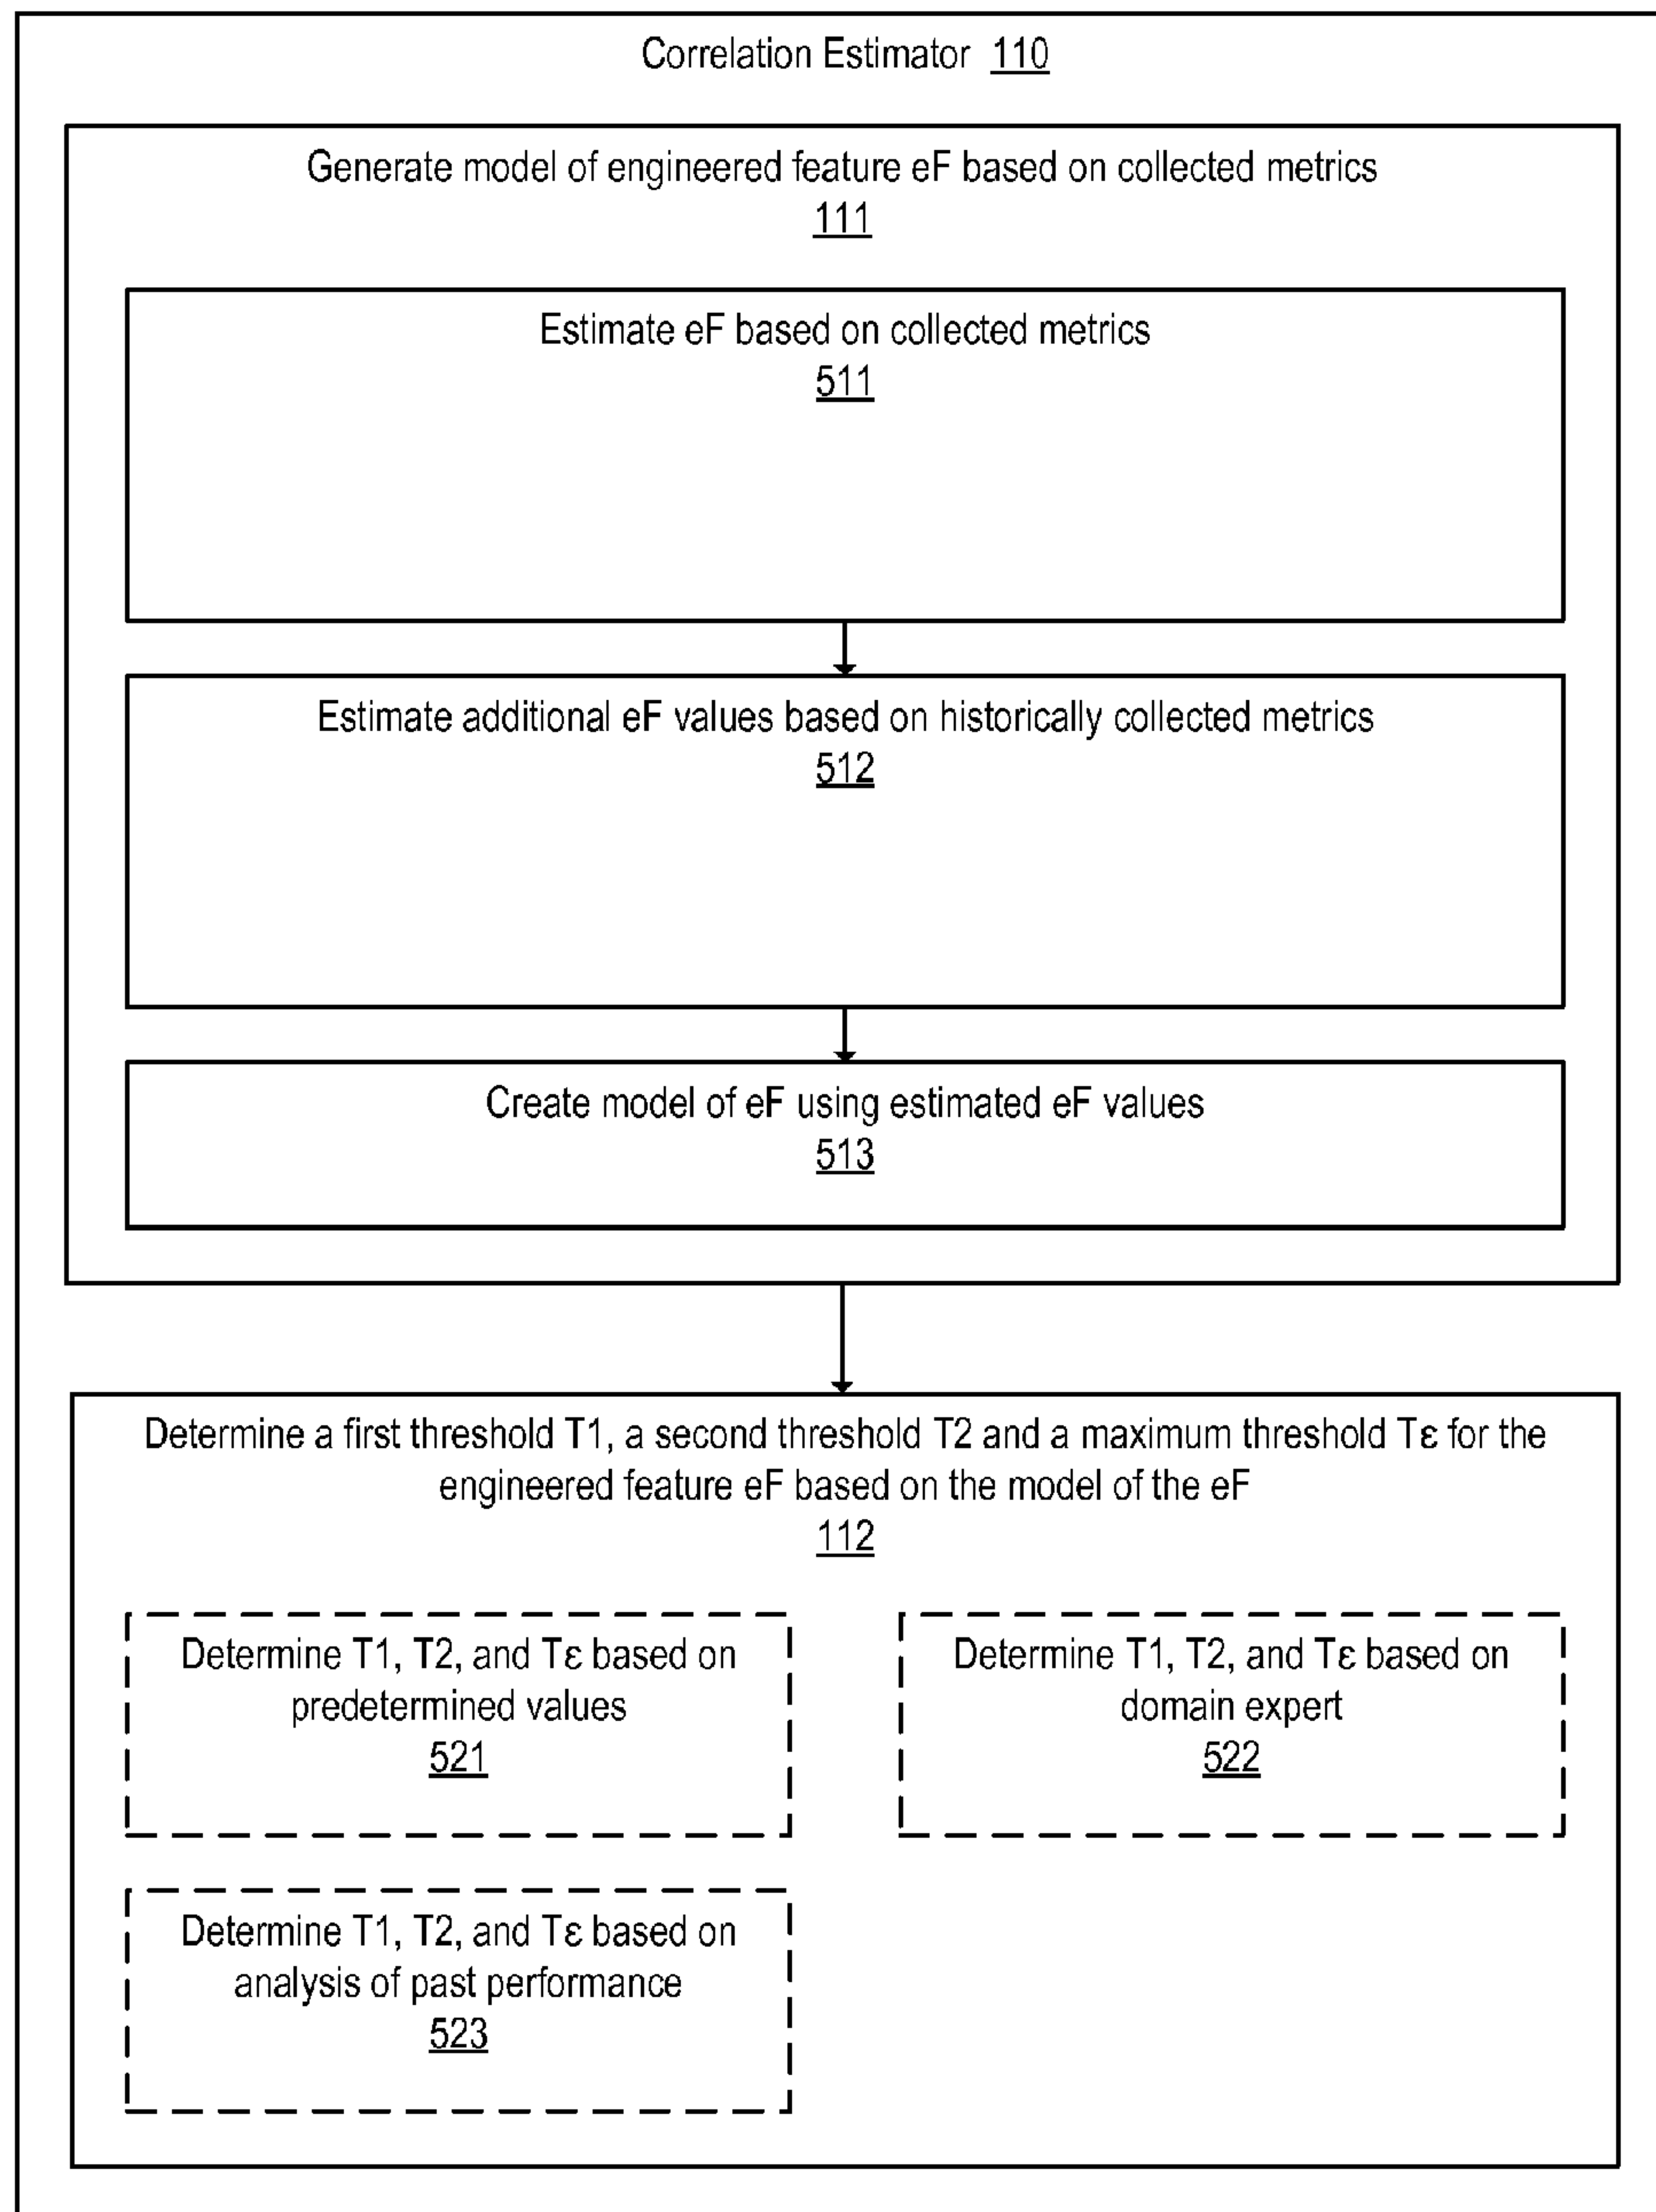 Correlation Estimator 110
Generate model of engineered feature eF based on collected metrics
111
Estimate eF based on collected metrics
511
Estimate additional eF values based on historically collected metrics
512
Create model of eF using estimated eF values
513
Determine a first threshold T1, a second threshold T2 and a maximum threshold Tε for the
engineered feature eF based on the model of the eF
112
Determine T1, T2, and Tε based on
predetermined values
521
Determine T1, T2, and Tε based on
domain expert
522
Determine T1, T2, and Tε based on
analysis of past performance
523